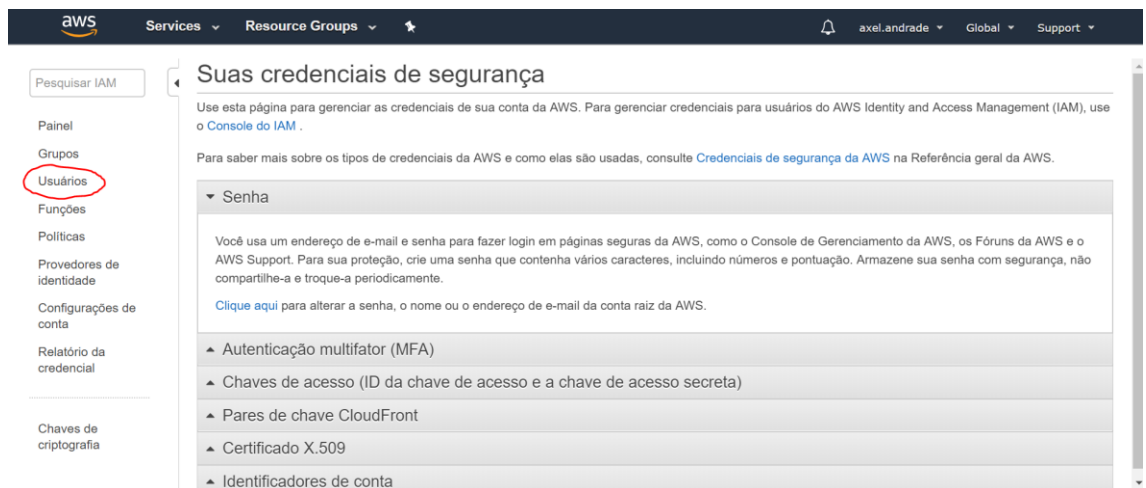 aws Services Resource Groups axel.andrade Global Support
Pesquisar IAM
Painel
Grupos
Usuários
Funções
Políticas
Provedores de
identidade
Configurações de
conta
Relatório da
credencial
Chaves de
criptografia
Suas credenciais de segurança
Use esta página para gerenciar as credenciais de sua conta da AWS. Para gerenciar credenciais para usuários do AWS Identity and Access Management (IAM), use
o Console do IAM .
Para saber mais sobre os tipos de credenciais da AWS e como elas são usadas, consulte Credenciais de segurança da AWS na Referência geral da AWS.
Senha
Você usa um endereço de e-mail e senha para fazer login em páginas seguras da AWS, como o Console de Gerenciamento da AWS, os Fóruns da AWS e o
AWS Support. Para sua proteção, crie uma senha que contenha vários caracteres, incluindo números e pontuação. Armazene sua senha com segurança, não
compartilhe-a e troque-a periodicamente.
Clique aqui para alterar a senha, o nome ou o endereço de e-mail da conta raiz da AWS.
Autenticação multifator (MFA)
Chaves de acesso (ID da chave de acesso e a chave de acesso secreta)
Pares de chave CloudFront
Certificado X.509
Identificadores de conta